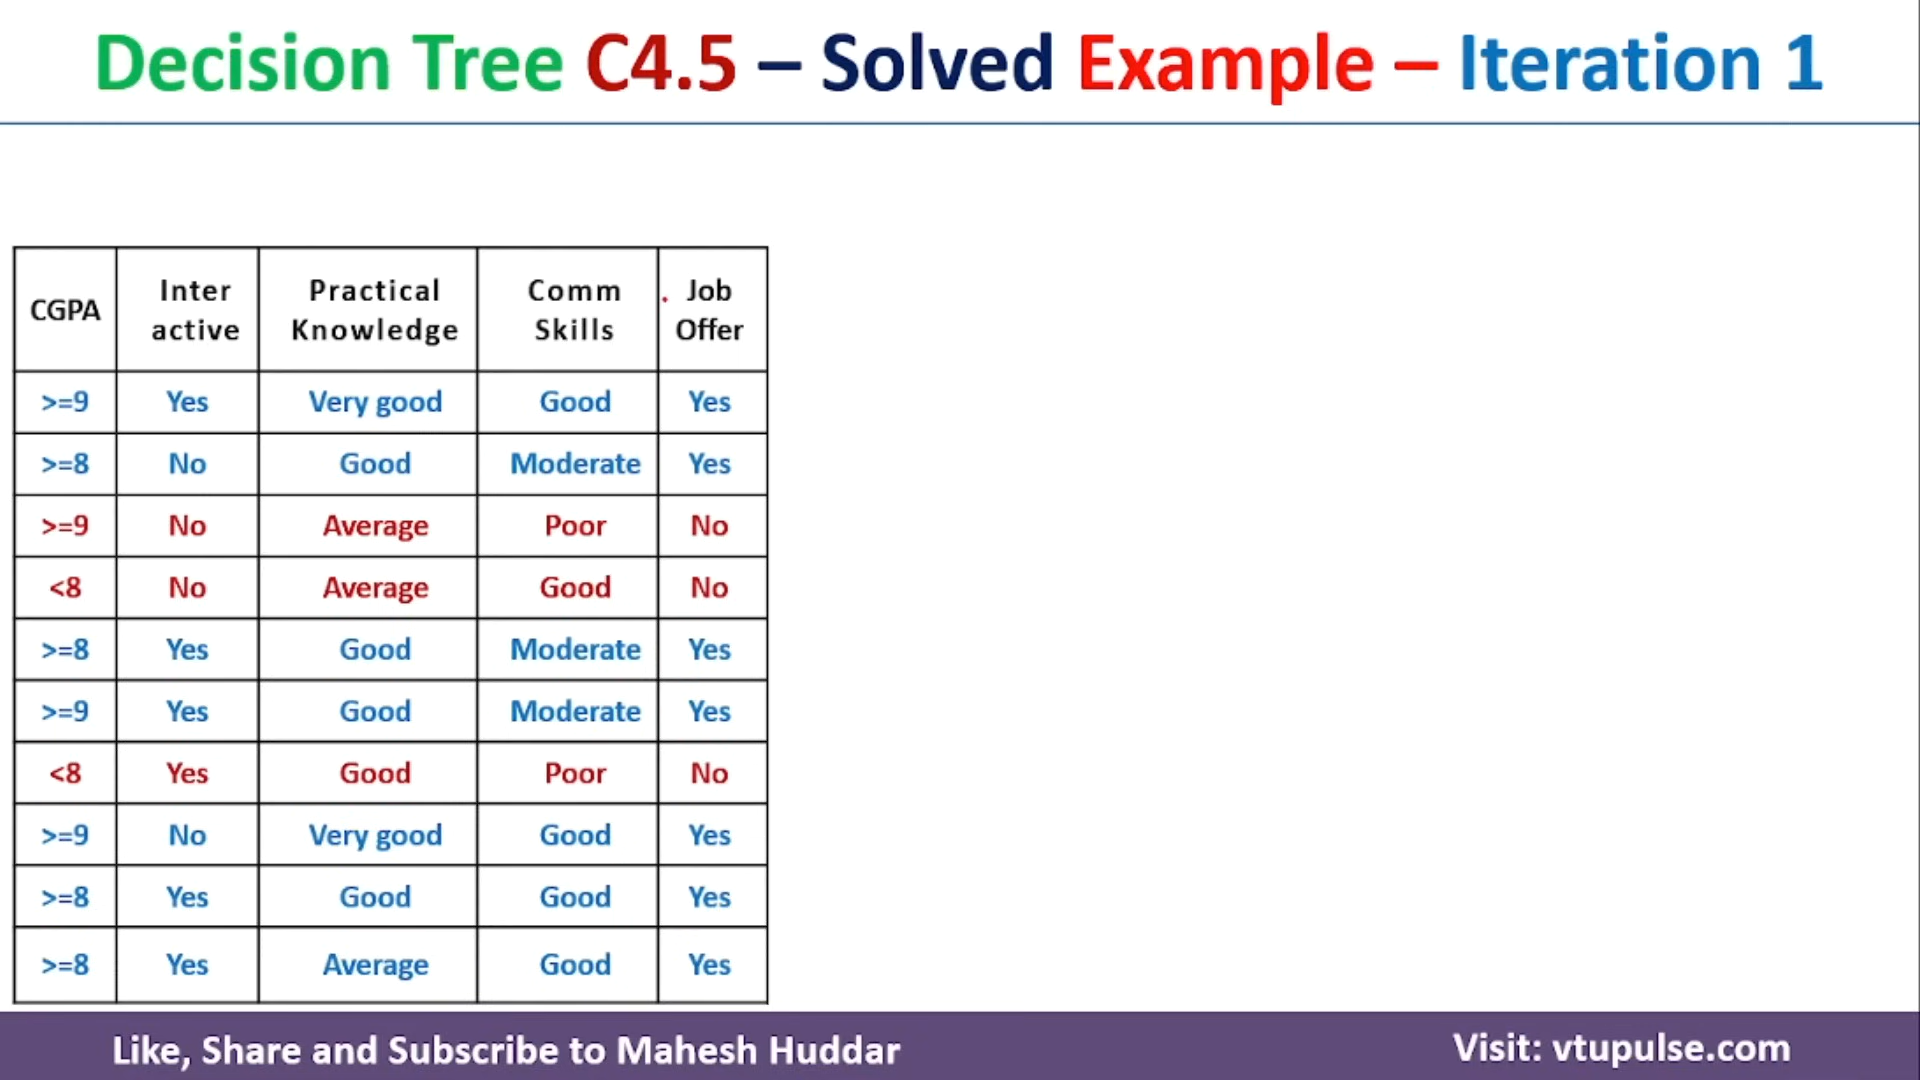 Decision Tree C4.5 – Solved Example – Iteration 1
CGPA Inter active Practical Knowledge Comm Skills Job Offer
>=9 Yes Very good Good Yes
>=8 No Good Moderate Yes
>=9 No Average Poor No
<8 No Average Good No
>=8 Yes Good Moderate Yes
>=9 Yes Good Moderate Yes
<8 Yes Good Poor No
>=9 No Very good Good Yes
>=8 Yes Good Good Yes
>=8 Yes Average Good Yes
Like, Share and Subscribe to Mahesh Huddar
Visit: vtupulse.com